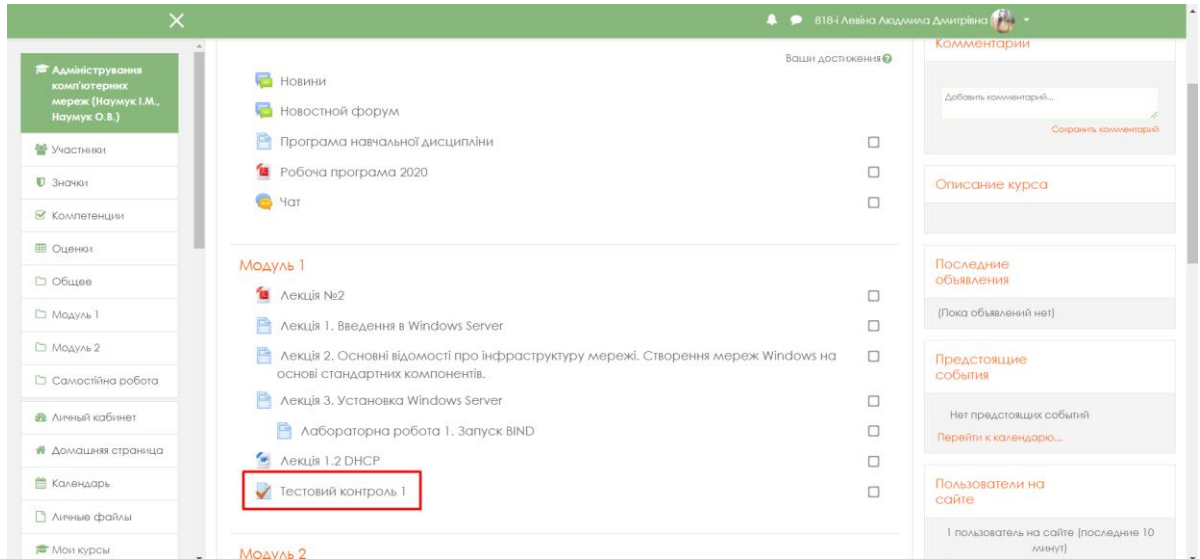 818-і Левіна Людмила Дмитрівна
Адміністрування
комп'ютерних
мереж (Наумук І.М.,
Наумук О.В.)
Участники
Значки
Компетенции
Оценки
Общее
Модуль 1
Модуль 2
Самостійна робота
Личный кабинет
Домашняя страница
Календарь
Личные файлы
Мои курсы
Ваши достижения
Новини
Новостной форум
Програма навчальної дисципліни
Робоча програма 2020
Чат
Модуль 1
Лекція №2
Лекція 1. Введення в Windows Server
Лекція 2. Основні відомості про інфраструктуру мережі. Створення мереж Windows на
основі стандартних компонентів.
Лекція 3. Установка Windows Server
Лабораторна робота 1. Запуск BIND
Лекція 1.2 DHCP
Тестовий контроль 1
Модуль 2
Комментарии
Добавить комментарий...
Сохранить комментарий
Описание курса
Последние
объявления
(Пока объявлений нет)
Предстоящие
события
Нет предстоящих событий
Перейти к календарю...
Пользователи на
сайте
1 пользователь на сайте (последние 10
минут)